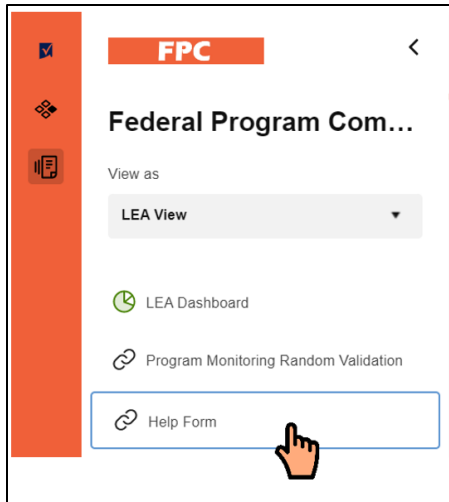 FPC
Federal Program Com...
View as
LEA View
LEA Dashboard
Program Monitoring Random Validation
Help Form